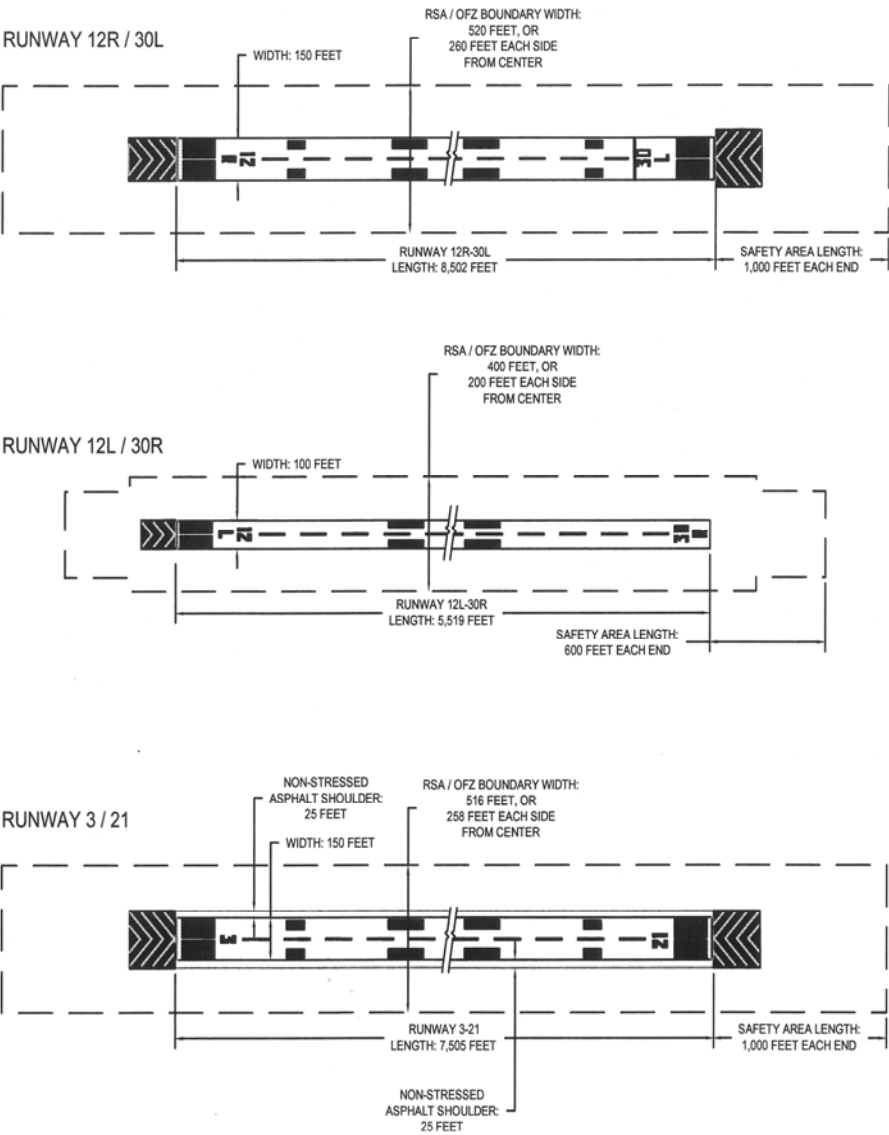 RUNWAY 12R / 30L
RSA / OFZ BOUNDARY WIDTH:
520 FEET, OR
260 FEET EACH SIDE
FROM CENTER
WIDTH: 150 FEET
12
R
30
L
RUNWAY 12R-30L
LENGTH: 8,502 FEET
SAFETY AREA LENGTH:
1,000 FEET EACH END
RSA / OFZ BOUNDARY WIDTH:
400 FEET, OR
200 FEET EACH SIDE
FROM CENTER
RUNWAY 12L / 30R
WIDTH: 100 FEET
12
L
30
R
RUNWAY 12L-30R
LENGTH: 5,519 FEET
SAFETY AREA LENGTH:
600 FEET EACH END
NON-STRESSED
ASPHALT SHOULDER:
25 FEET
RSA / OFZ BOUNDARY WIDTH:
516 FEET, OR
258 FEET EACH SIDE
FROM CENTER
RUNWAY 3 / 21
WIDTH: 150 FEET
3
21
RUNWAY 3-21
LENGTH: 7,505 FEET
SAFETY AREA LENGTH:
1,000 FEET EACH END
NON-STRESSED
ASPHALT SHOULDER:
25 FEET